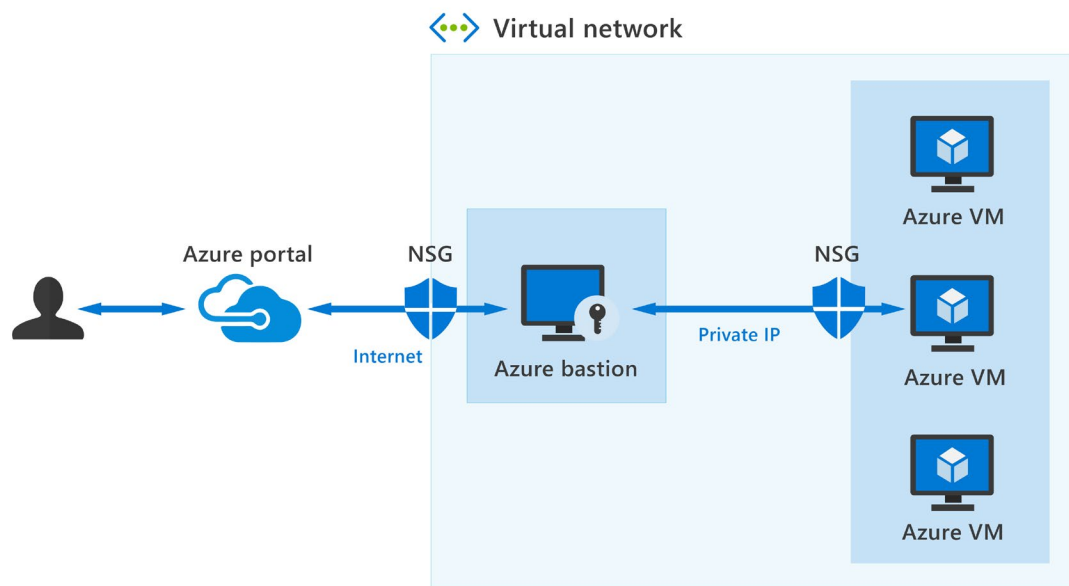 Virtual network
Azure portal
NSG
Internet
Azure bastion
Private IP
NSG
Azure VM
Azure VM
Azure VM